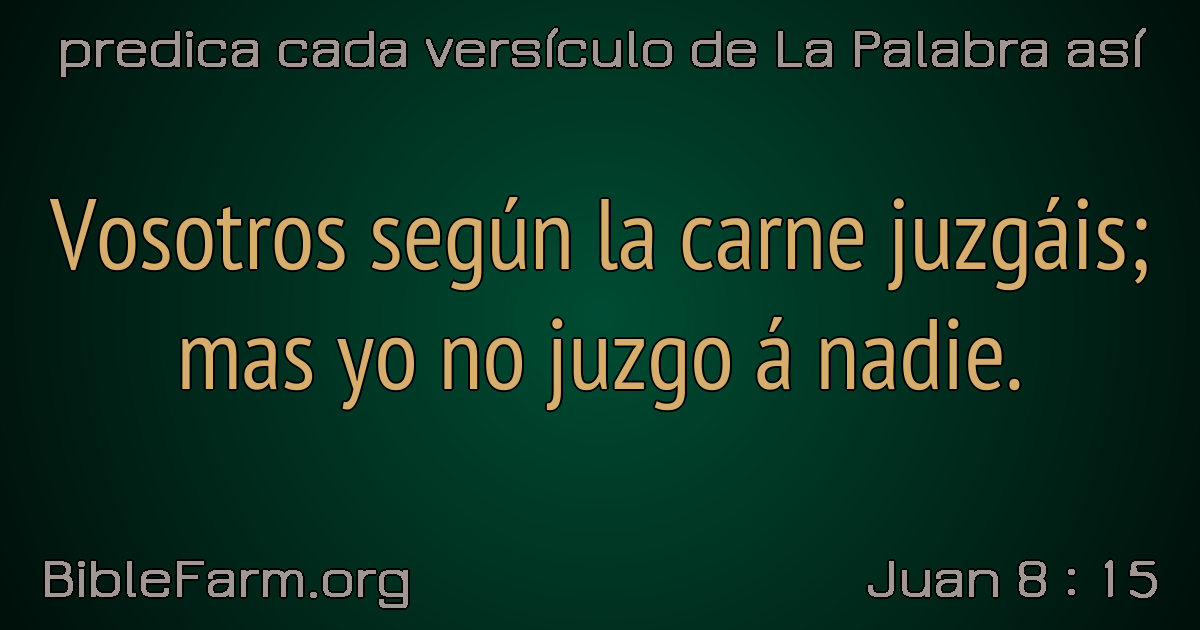 predica cada versículo de La Palabra así
Vosotros según la carne juzgáis;
mas yo no juzgo á nadie.
BibleFarm.org
Juan 8 : 15